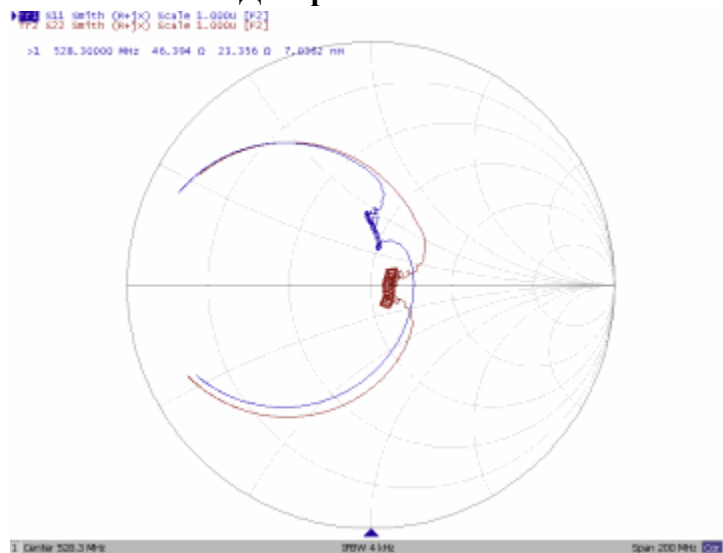 Tr1 S11 Smith (R+jX) Scale 1.000U [F2]
Tr2 S22 Smith (R+jX) Scale 1.000U [F2]
>1 528.30000 MHz 46.394 Ω 23.356 Ω 7.0362 nH
1 Center 528.3 MHz IFBW 4 kHz Span 200 MHz Cor